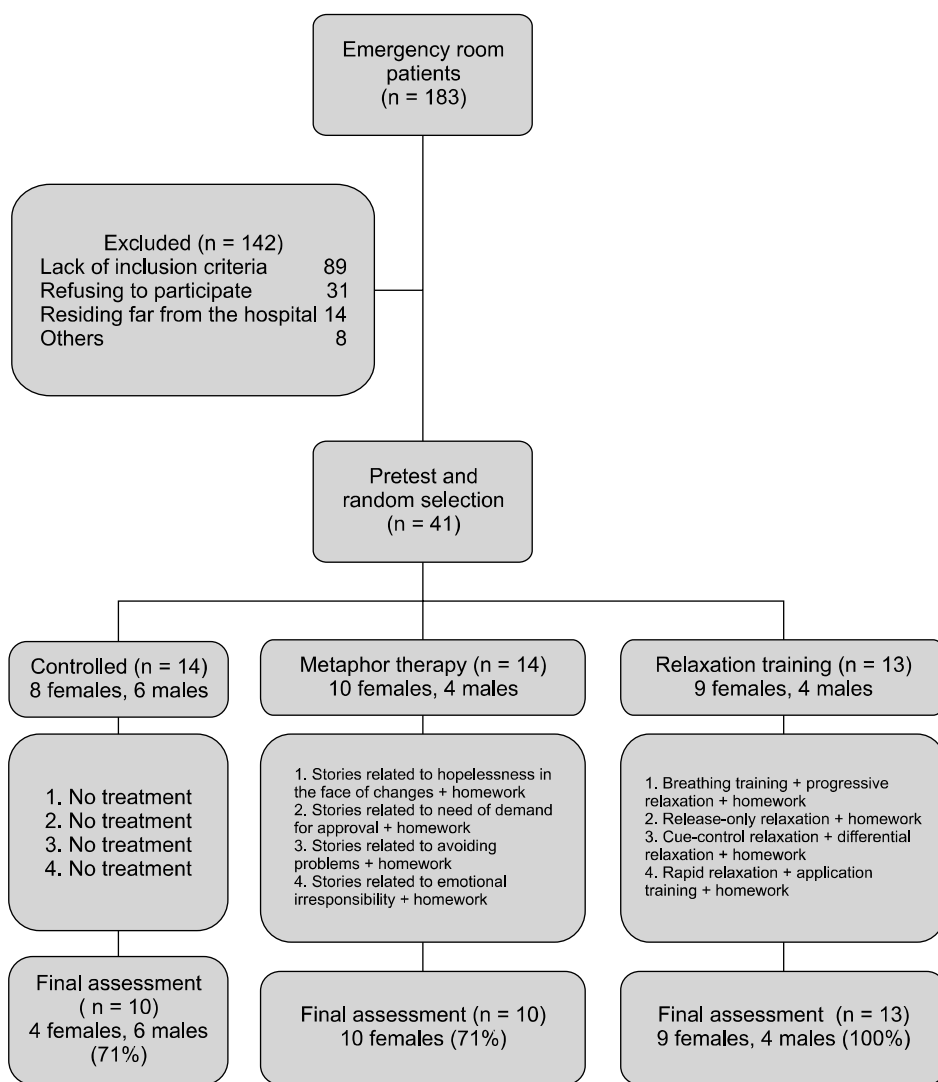 Emergency room
patients
(n = 183)
Excluded (n = 142)
Lack of inclusion criteria 89
Refusing to participate 31
Residing far from the hospital 14
Others 8
Pretest and
random selection
(n = 41)
Controlled (n = 14)
8 females, 6 males
Metaphor therapy (n = 14)
10 females, 4 males
Relaxation training (n = 13)
9 females, 4 males
1. No treatment
2. No treatment
3. No treatment
4. No treatment
1. Stories related to hopelessness in
the face of changes + homework
2. Stories related to need of demand
for approval + homework
3. Stories related to avoiding
problems + homework
4. Stories related to emotional
irresponsibility + homework
1. Breathing training + progressive
relaxation + homework
2. Release-only relaxation + homework
3. Cue-control relaxation + differential
relaxation + homework
4. Rapid relaxation + application
training + homework
Final assessment
( n = 10)
4 females, 6 males
(71%)
Final assessment (n = 10)
10 females (71%)
Final assessment (n = 13)
9 females, 4 males (100%)